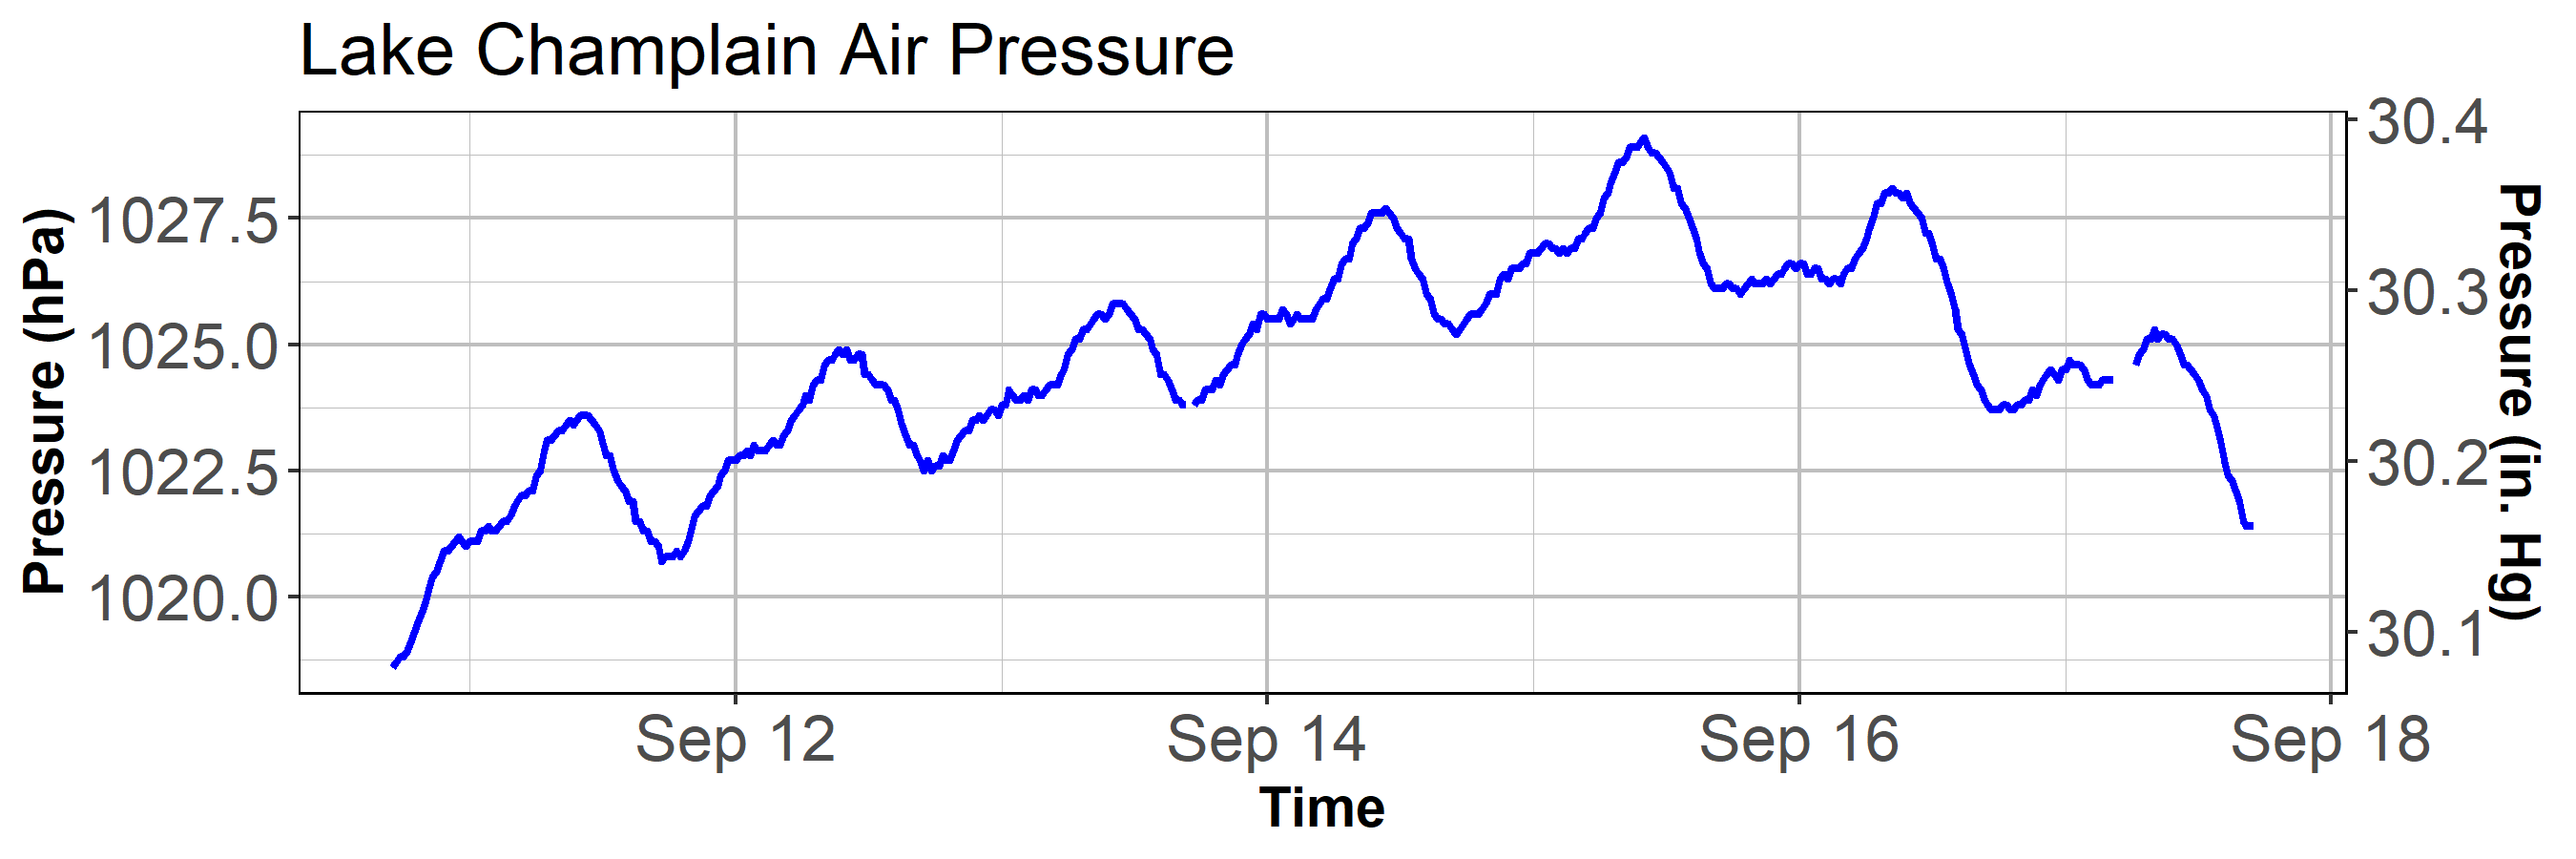 Lake Champlain Air Pressure
Pressure (hPa)
1027.5
1025.0
1022.5
1020.0
30.4
30.3
30.2
30.1
Pressure (in. Hg)
Sep 12
Sep 14
Sep 16
Sep 18
Time